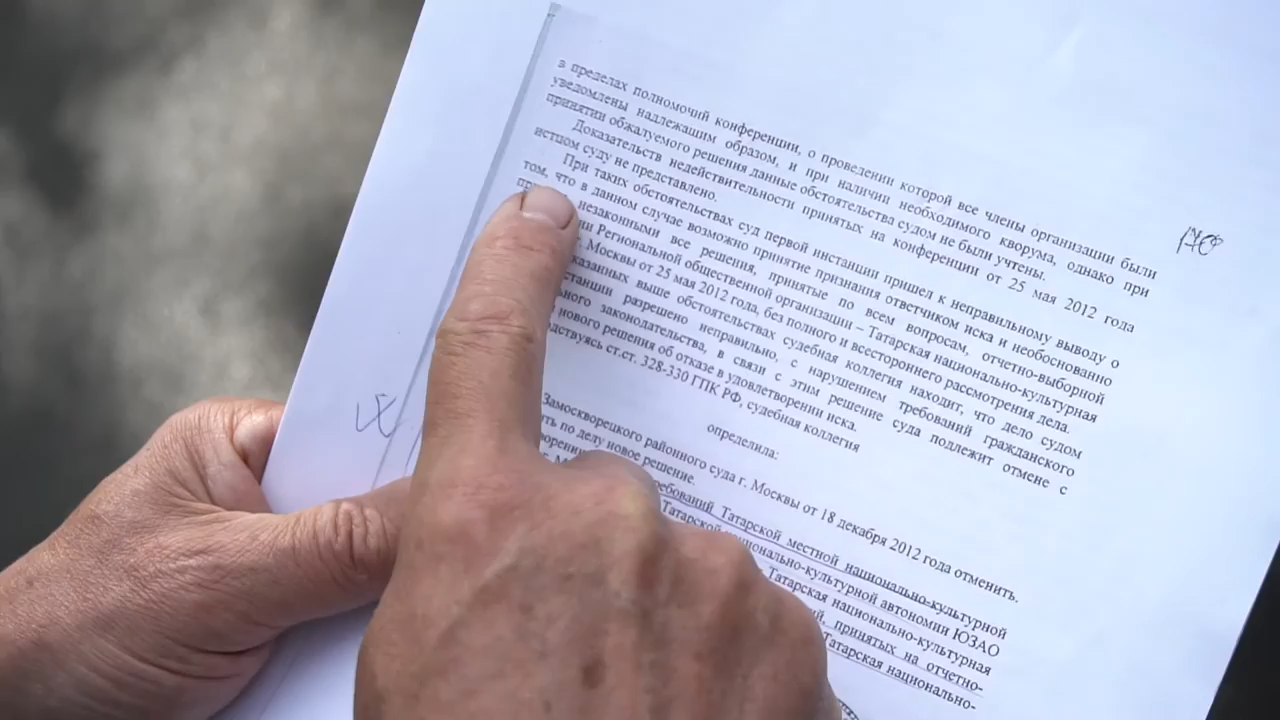 в пределах полномочий конференции, о проведении которой все члены организации были
уведомлены надлежащим образом, и при наличии необходимого кворума, однако при
принятии обжалуемого решения данные обстоятельства судом не были учтены.
Доказательств недействительности принятых на конференции от 25 мая 2012 года
истцом суду не представлено.
При таких обстоятельствах суд первой инстанции пришел к неправильному выводу о
том, что в данном случае возможно принятие признания ответчиком иска и необоснованно
незаконными все решения, принятые по всем вопросам, отчетно-выборной
Региональной общественной организации – Татарская национально-культурная
Москвы от 25 мая 2012 года, без полного и всестороннего рассмотрения дела.
выше обстоятельствах судебная коллегия находит, что дело судом
разрешено неправильно, с нарушением требований гражданского
законодательства, в связи с этим решение суда подлежит отмене с
нового решения об отказе в удовлетворении иска.
ст.ст. 328-330 ГПК РФ, судебная коллегия
определила:
Замоскворецкого районного суда г. Москвы от 18 декабря 2012 года отменить.
по делу новое решение.
Татарской местной национально-культурной
Татарской национально-культурной автономии ЮЗАО
Татарская национально-культурная
принятых на отчетно-
Татарская национально-